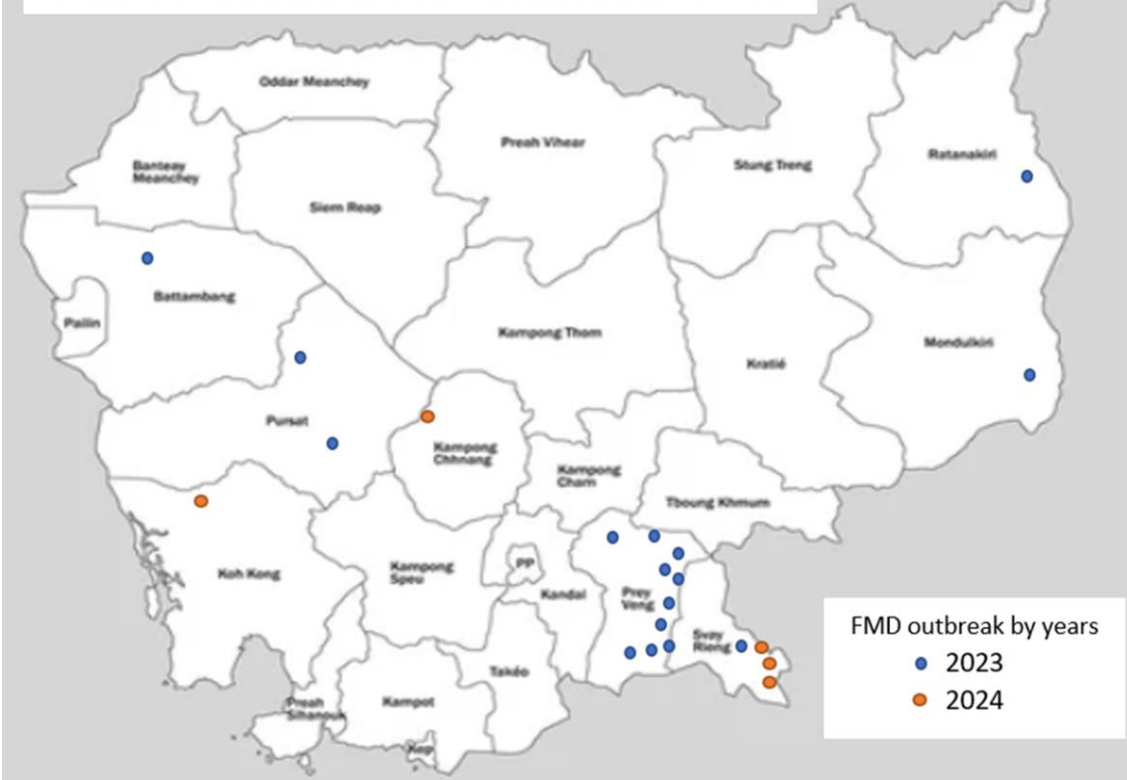 Oddar Meanchey
Preah Vihear
Stung Treng
Ratanakiri
Banteay
Meanchey
Siem Reap
Battambang
Pailin
Kampong Thom
Kratié
Mondulkiri
Pursat
Kampong
Chhnang
Kampong
Cham
Tboung Khmum
Koh Kong
Kampong
Speu
PP
Kandal
Prey
Veng
Svay
Rieng
Takéo
Preah
Sihanouk
Kampot
Kep
FMD outbreak by years
2023
2024